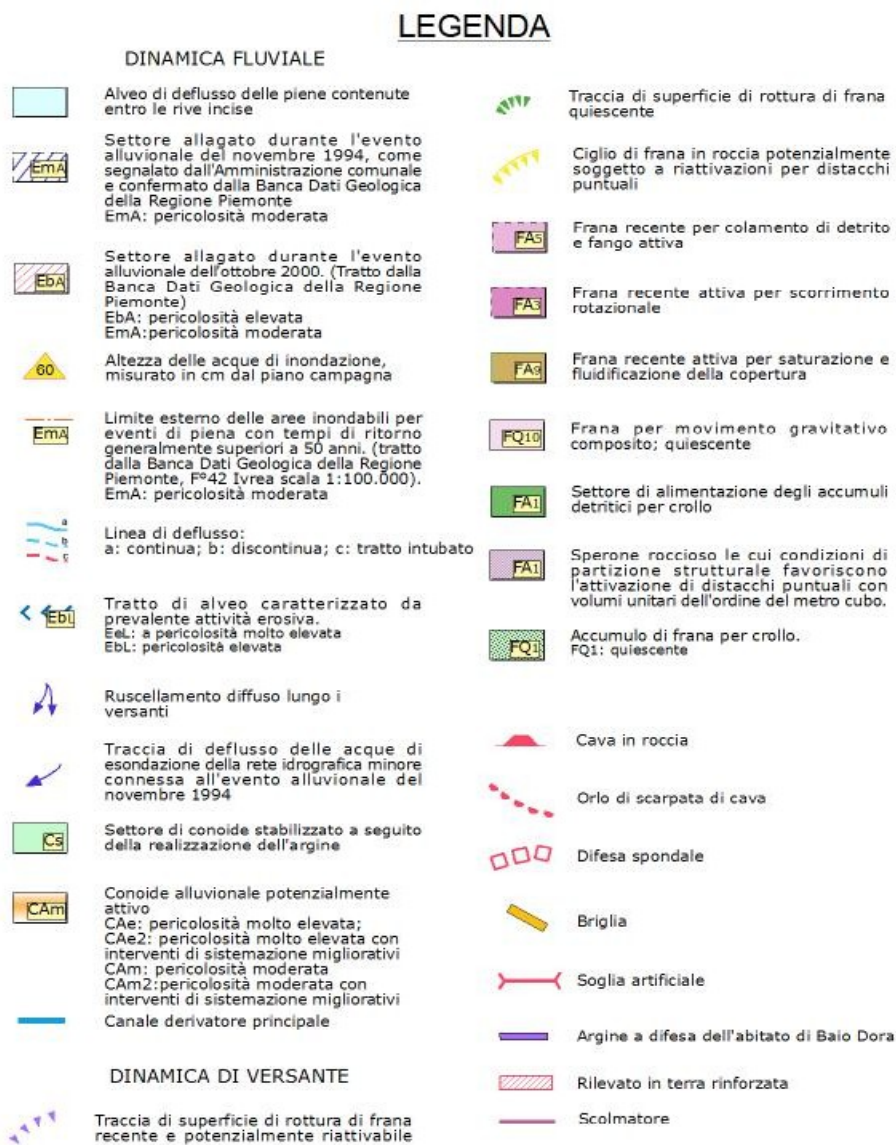 LEGENDA
DINAMICA FLUVIALE
Alveo di deflusso delle piene contenute
entro le rive incise
EmA
Settore allagato durante l'evento
alluvionale del novembre 1994, come
segnalato dall'Amministrazione comunale
e confermato dalla Banca Dati Geologica
della Regione Piemonte
EmA: pericolosità moderata
EbA
Settore allagato durante l'evento
alluvionale dell'ottobre 2000. (Tratto dalla
Banca Dati Geologica della Regione
Piemonte)
EbA: pericolosità elevata
EmA:pericolosità moderata
60
Altezza delle acque di inondazione,
misurato in cm dal piano campagna
EmA
Limite esterno delle aree inondabili per
eventi di piena con tempi di ritorno
generalmente superiori a 50 anni. (tratto
dalla Banca Dati Geologica della Regione
Piemonte, F°42 Ivrea scala 1:100.000).
EmA: pericolosità moderata
a
b
c
Linea di deflusso:
a: continua; b: discontinua; c: tratto intubato
EbL
Tratto di alveo caratterizzato da
prevalente attività erosiva.
EeL: a pericolosità molto elevata
EbL: pericolosità elevata
Ruscellamento diffuso lungo i
versanti
Traccia di deflusso delle acque di
esondazione della rete idrografica minore
connessa all'evento alluvionale del
novembre 1994
Cs
Settore di conoide stabilizzato a seguito
della realizzazione dell'argine
CAm
Conoide alluvionale potenzialmente
attivo
CAe: pericolosità molto elevata;
CAe2: pericolosità molto elevata con
interventi di sistemazione migliorativi
CAm: pericolosità moderata
CAm2:pericolosità moderata con
interventi di sistemazione migliorativi
Canale derivatore principale
DINAMICA DI VERSANTE
Traccia di superficie di rottura di frana
recente e potenzialmente riattivabile
Traccia di superficie di rottura di frana
quiescente
Ciglio di frana in roccia potenzialmente
soggetto a riattivazioni per distacchi
puntuali
FA5
Frana recente per colamento di detrito
e fango attiva
FA3
Frana recente attiva per scorrimento
rotazionale
FA9
Frana recente attiva per saturazione e
fluidificazione della copertura
FQ10
Frana per movimento gravitativo
composito; quiescente
FA1
Settore di alimentazione degli accumuli
detritici per crollo
FA1
Sperone roccioso le cui condizioni di
partizione strutturale favoriscono
l'attivazione di distacchi puntuali con
volumi unitari dell'ordine del metro cubo.
FQ1
Accumulo di frana per crollo.
FQ1: quiescente
Cava in roccia
Orlo di scarpata di cava
Difesa spondale
Briglia
Soglia artificiale
Argine a difesa dell'abitato di Baio Dora
Rilevato in terra rinforzata
Scolmatore